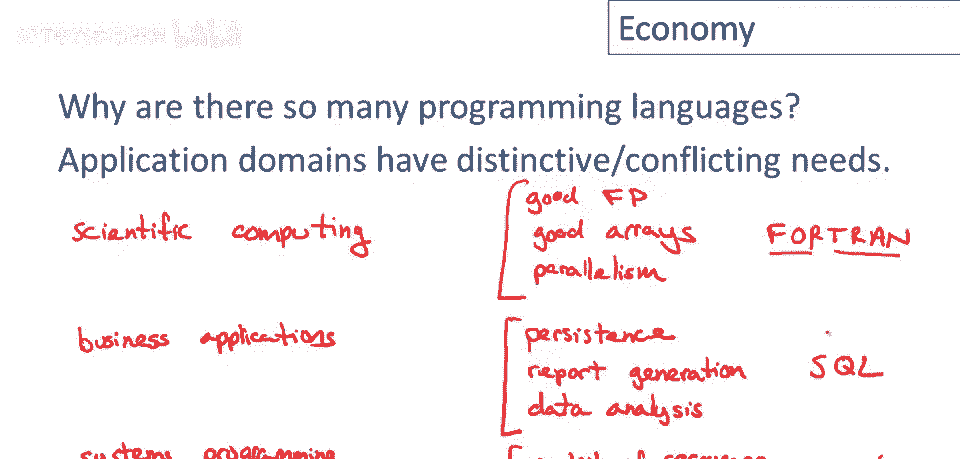 Economy
Why are there so many programming languages?
Application domains have distinctive/conflicting needs.
good FP
scientific computing good arrays FORTRAN
parallelism
persistence
business applications report generation SQL
data analysis
systems programming